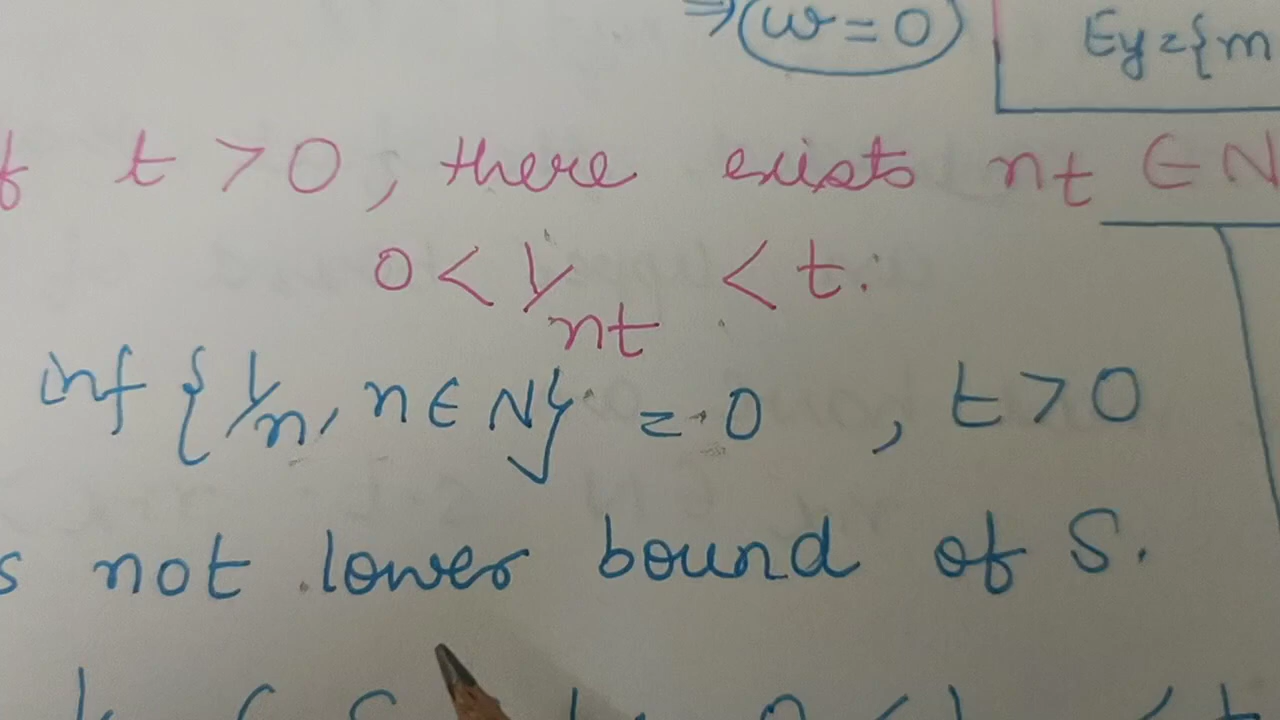 ⇒ w = 0
Ey = {m
t > 0, there exists nt ∈ N
0 < 1/nt < t.
inf {1/n, n ∈ N} = 0 , t > 0
s not lower bound of S.